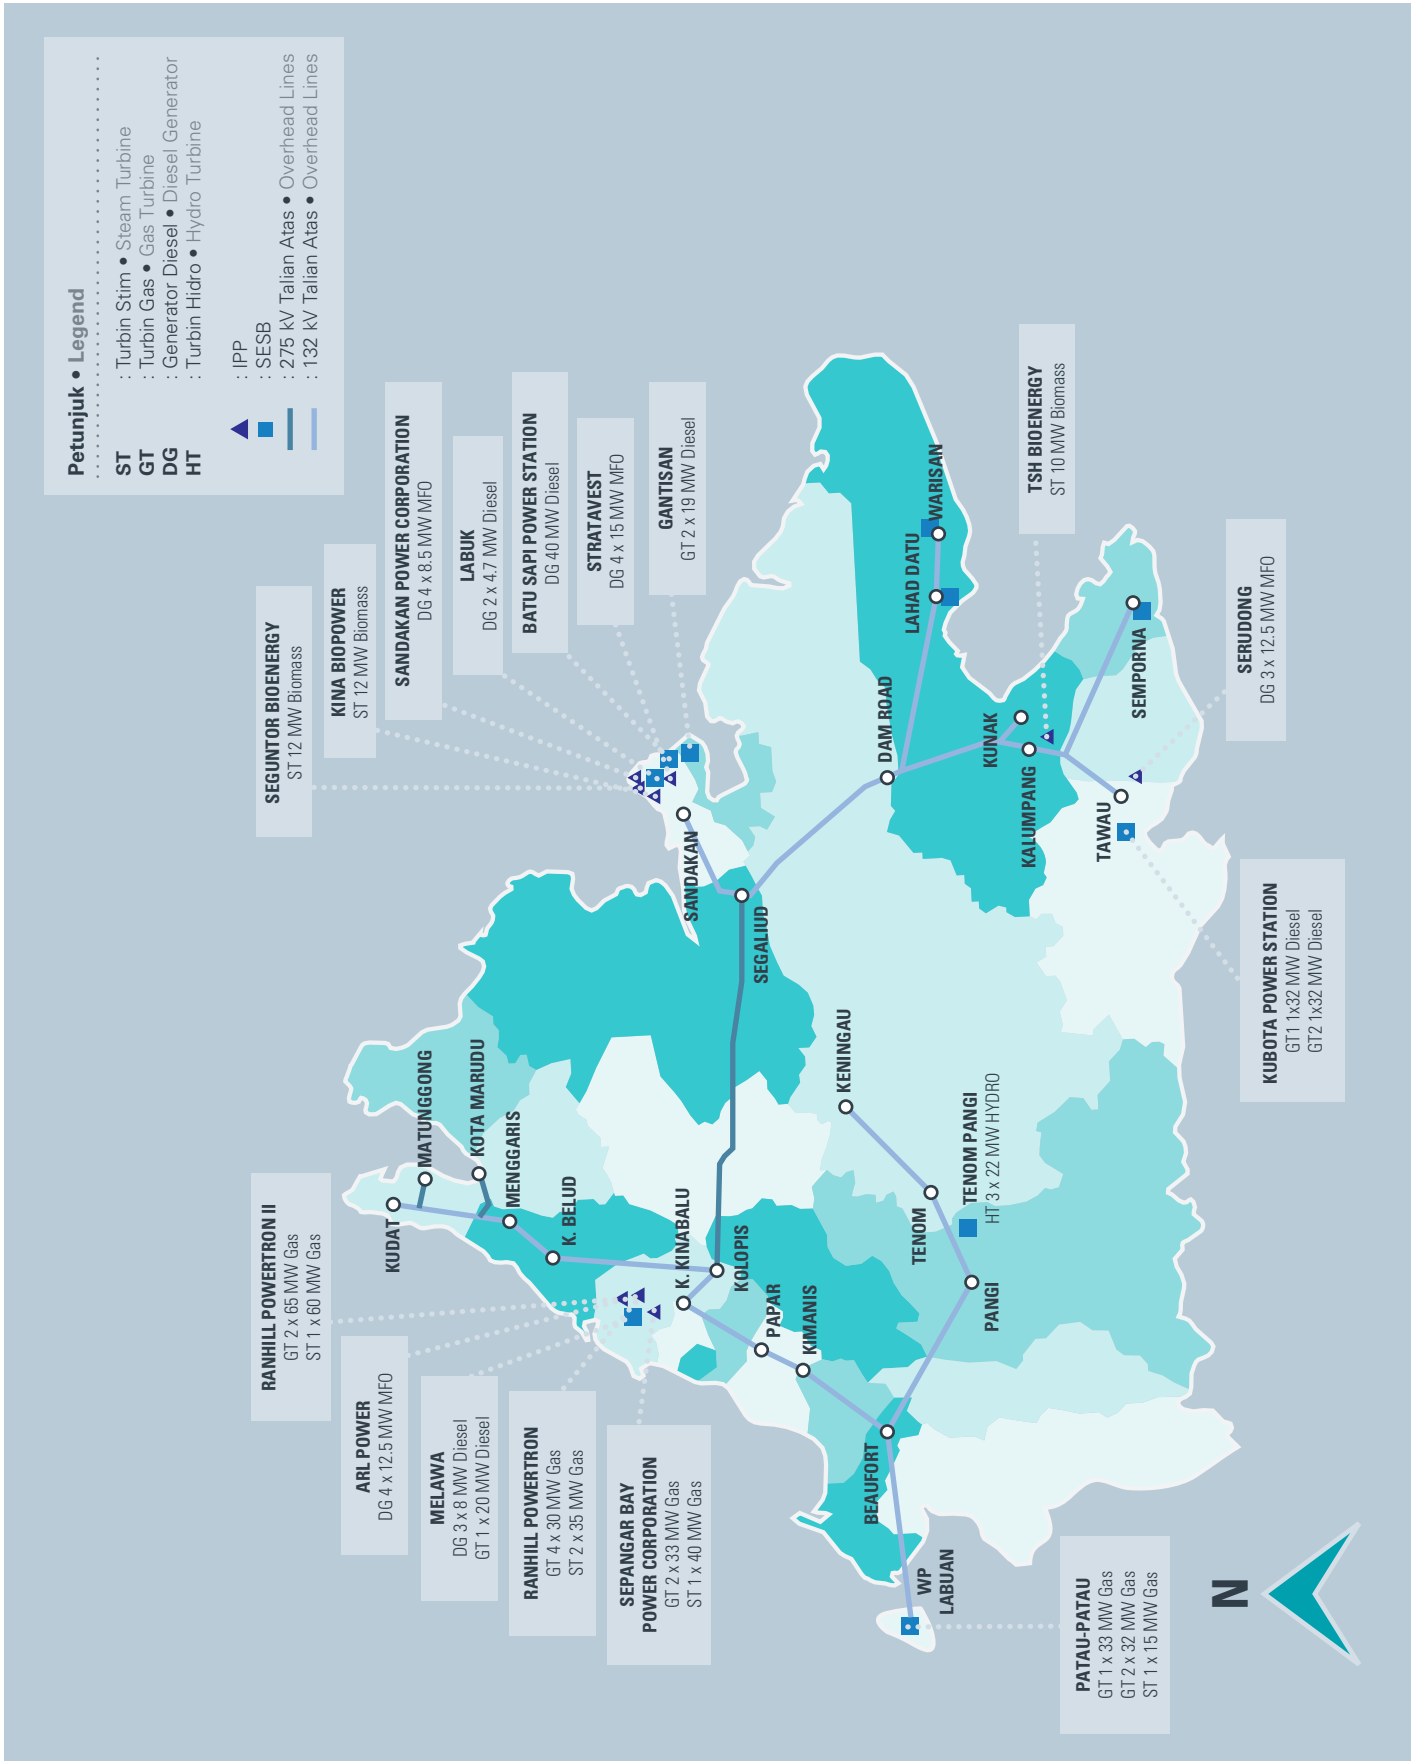 Petunjuk • Legend
ST : Turbin Stim • Steam Turbine
GT : Turbin Gas • Gas Turbine
DG : Generator Diesel • Diesel Generator
HT : Turbin Hidro • Hydro Turbine
: IPP
: SESB
: 275 kV Talian Atas • Overhead Lines
: 132 kV Talian Atas • Overhead Lines
SEGUNTOR BIOENERGY
ST 12 MW Biomass
KINA BIOPOWER
ST 12 MW Biomass
SANDAKAN POWER CORPORATION
DG 4 x 8.5 MW MFO
LABUK
DG 2 x 4.7 MW Diesel
BATU SAPI POWER STATION
DG 40 MW Diesel
STRATAVEST
DG 4 x 15 MW MFO
GANTISAN
GT 2 x 19 MW Diesel
TSH BIOENERGY
ST 10 MW Biomass
SERUDONG
DG 3 x 12.5 MW MFO
KUBOTA POWER STATION
GT1 1x32 MW Diesel
GT2 1x32 MW Diesel
RANHILL POWERTRON II
GT 2 x 65 MW Gas
ST 1 x 60 MW Gas
ARL POWER
DG 4 x 12.5 MW MFO
MELAWA
DG 3 x 8 MW Diesel
GT 1 x 20 MW Diesel
RANHILL POWERTRON
GT 4 x 30 MW Gas
ST 2 x 35 MW Gas
SEPANGAR BAY
POWER CORPORATION
GT 2 x 33 MW Gas
ST 1 x 40 MW Gas
PATAU-PATAU
GT 1 x 33 MW Gas
GT 2 x 32 MW Gas
ST 1 x 15 MW Gas
KUDAT
MATUNGGONG
KOTA MARUDU
MENGGARIS
K. BELUD
K. KINABALU
KOLOPIS
PAPAR
KIMANIS
BEAUFORT
WP
LABUAN
PANGI
TENOM
TENOM PANGI
HT 3 x 22 MW HYDRO
KENINGAU
SEGALIUD
SANDAKAN
DAM ROAD
LAHAD DATU
WARISAN
KUNAK
KALUMPANG
TAWAU
SEMPORNA
N